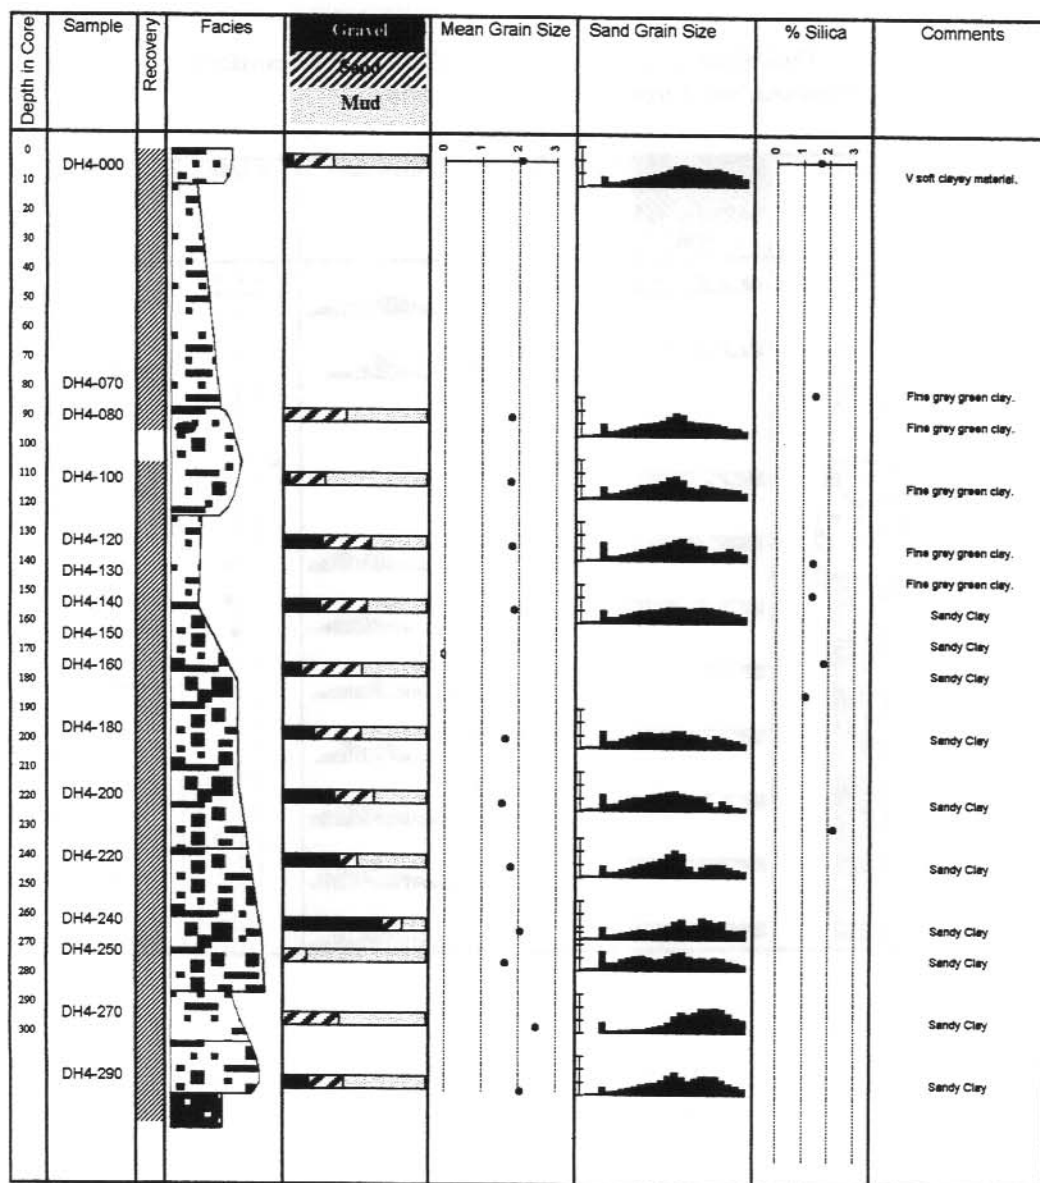 Depth in Core
Sample
Recovery
Facies
Gravel
Sand
Mud
Mean Grain Size
Sand Grain Size
% Silica
Comments
0 1 2 3
0 1 2 3
0
DH4-000
V soft clayey material.
10
20
30
40
50
60
70
80
DH4-070
Fine grey green clay.
90
DH4-080
Fine grey green clay.
100
110
DH4-100
Fine grey green clay.
120
130
DH4-120
Fine grey green clay.
140
DH4-130
Fine grey green clay.
150
DH4-140
Sandy Clay
160
DH4-150
Sandy Clay
170
DH4-160
Sandy Clay
180
190
DH4-180
Sandy Clay
200
210
220
DH4-200
Sandy Clay
230
240
DH4-220
Sandy Clay
250
260
DH4-240
Sandy Clay
270
DH4-250
Sandy Clay
280
290
DH4-270
Sandy Clay
300
DH4-290
Sandy Clay